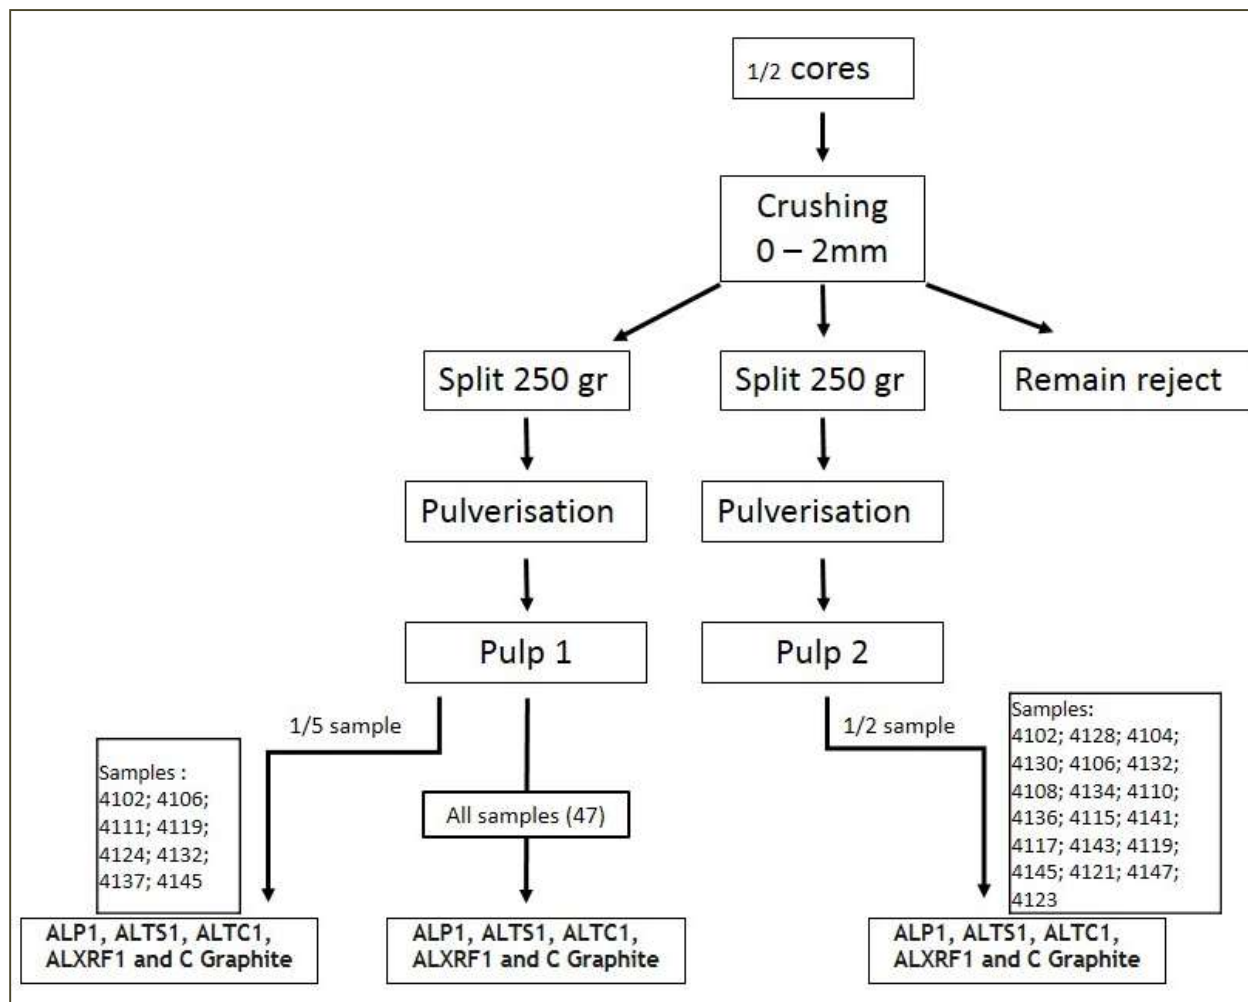 1/2 cores
Crushing
0 – 2mm
Split 250 gr
Split 250 gr
Remain reject
Pulverisation
Pulverisation
Pulp 1
Pulp 2
1/5 sample
1/2 sample
Samples :
4102; 4106;
4111; 4119;
4124; 4132;
4137; 4145
All samples (47)
Samples:
4102; 4128; 4104;
4130; 4106; 4132;
4108; 4134; 4110;
4136; 4115; 4141;
4117; 4143; 4119;
4145; 4121; 4147;
4123
ALP1, ALTS1, ALTC1,
ALXRF1 and C Graphite
ALP1, ALTS1, ALTC1,
ALXRF1 and C Graphite
ALP1, ALTS1, ALTC1,
ALXRF1 and C Graphite